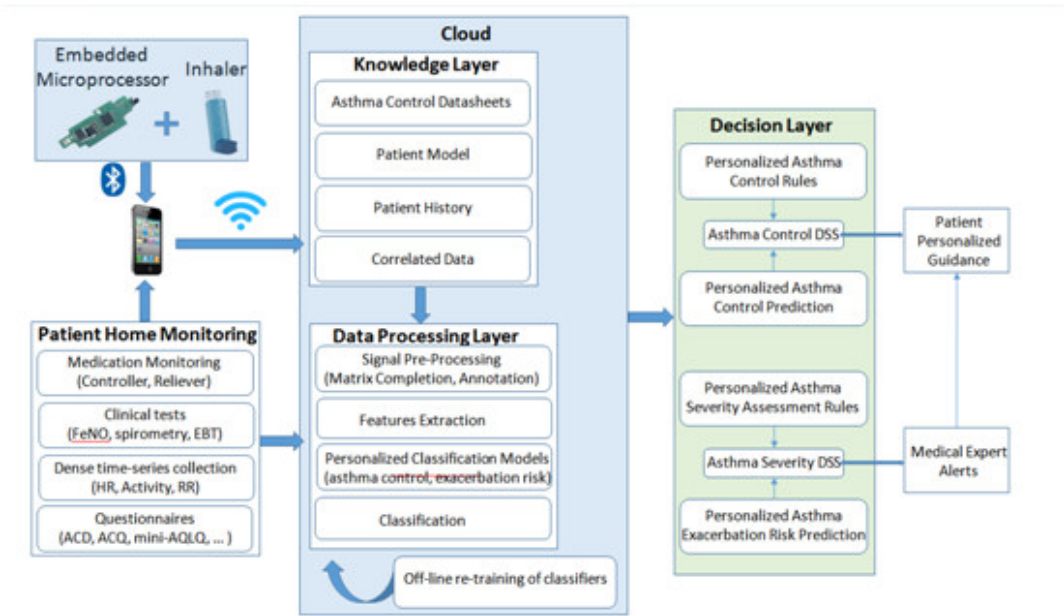 Embedded
Microprocessor
Inhaler
Patient Home Monitoring
Medication Monitoring
(Controller, Reliever)
Clinical tests
(FeNO, spirometry, EBT)
Dense time-series collection
(HR, Activity, RR)
Questionnaires
(ACD, ACQ, mini-AQLQ, ... )
Cloud
Knowledge Layer
Asthma Control Datasheets
Patient Model
Patient History
Correlated Data
Data Processing Layer
Signal Pre-Processing
(Matrix Completion, Annotation)
Features Extraction
Personalized Classification Models
(asthma control, exacerbation risk)
Classification
Off-line re-training of classifiers
Decision Layer
Personalized Asthma
Control Rules
Asthma Control DSS
Personalized Asthma
Control Prediction
Personalized Asthma
Severity Assessment Rules
Asthma Severity DSS
Personalized Asthma
Exacerbation Risk Prediction
Patient
Personalized
Guidance
Medical Expert
Alerts